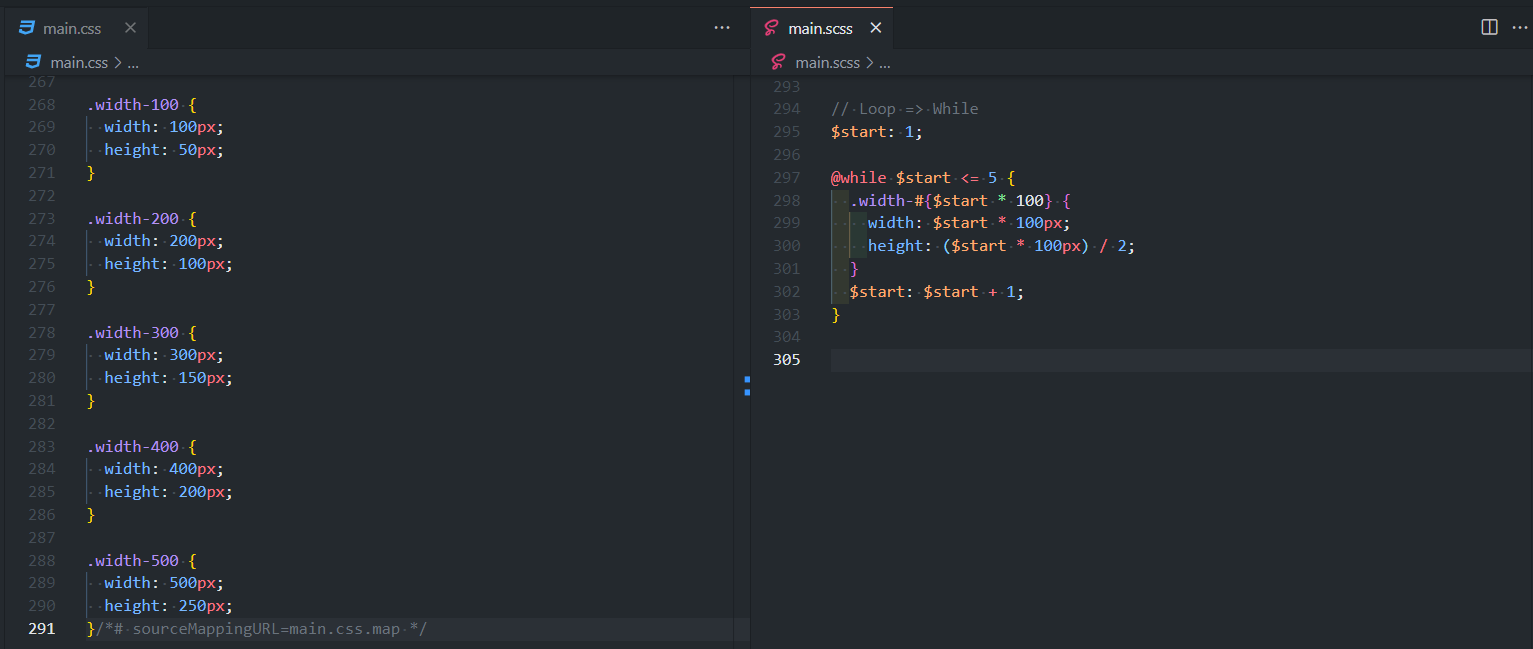 main.css
main.css > ...
267
268 .width-100 {
269   width: 100px;
270   height: 50px;
271 }
272
273 .width-200 {
274   width: 200px;
275   height: 100px;
276 }
277
278 .width-300 {
279   width: 300px;
280   height: 150px;
281 }
282
283 .width-400 {
284   width: 400px;
285   height: 200px;
286 }
287
288 .width-500 {
289   width: 500px;
290   height: 250px;
291 }/*# sourceMappingURL=main.css.map */
main.scss
main.scss > ...
293
294 // Loop => While
295 $start: 1;
296
297 @while $start <= 5 {
298   .width-#{$start * 100} {
299     width: $start * 100px;
300     height: ($start * 100px) / 2;
301   }
302   $start: $start + 1;
303 }
304
305